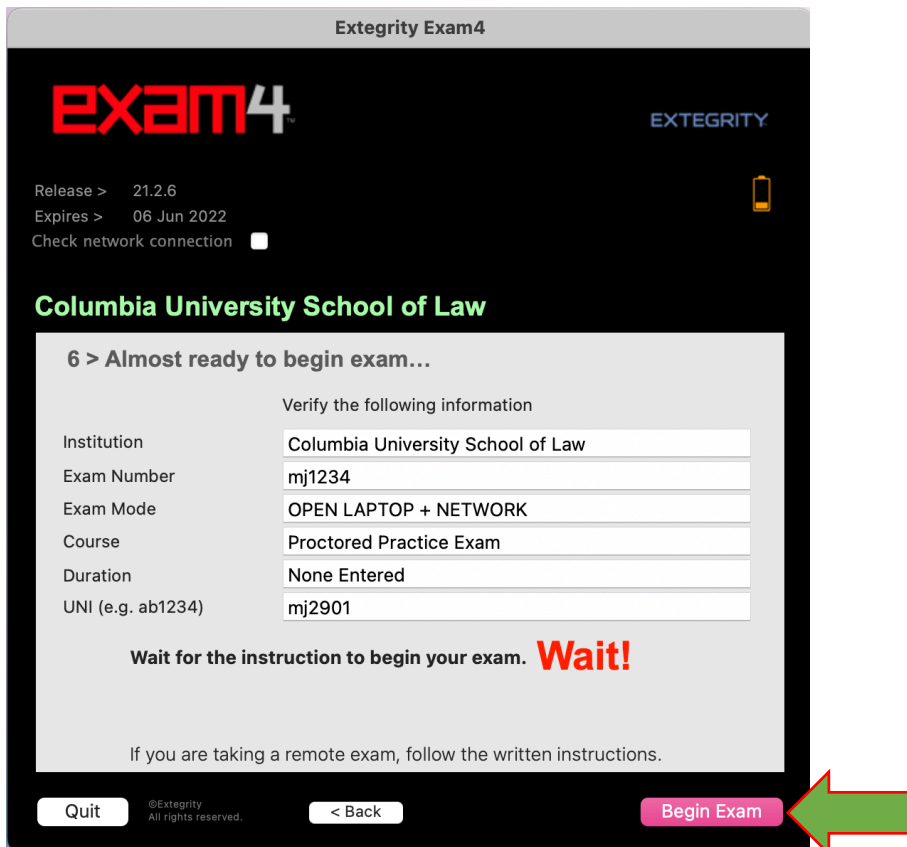 Extegrity Exam4
exam4™
EXTEGRITY
Release > 21.2.6
Expires > 06 Jun 2022
Check network connection
Columbia University School of Law
6 > Almost ready to begin exam...
Verify the following information
Institution Columbia University School of Law
Exam Number mj1234
Exam Mode OPEN LAPTOP + NETWORK
Course Proctored Practice Exam
Duration None Entered
UNI (e.g. ab1234) mj2901
Wait for the instruction to begin your exam. Wait!
If you are taking a remote exam, follow the written instructions.
Quit
©Extegrity
All rights reserved.
< Back
Begin Exam